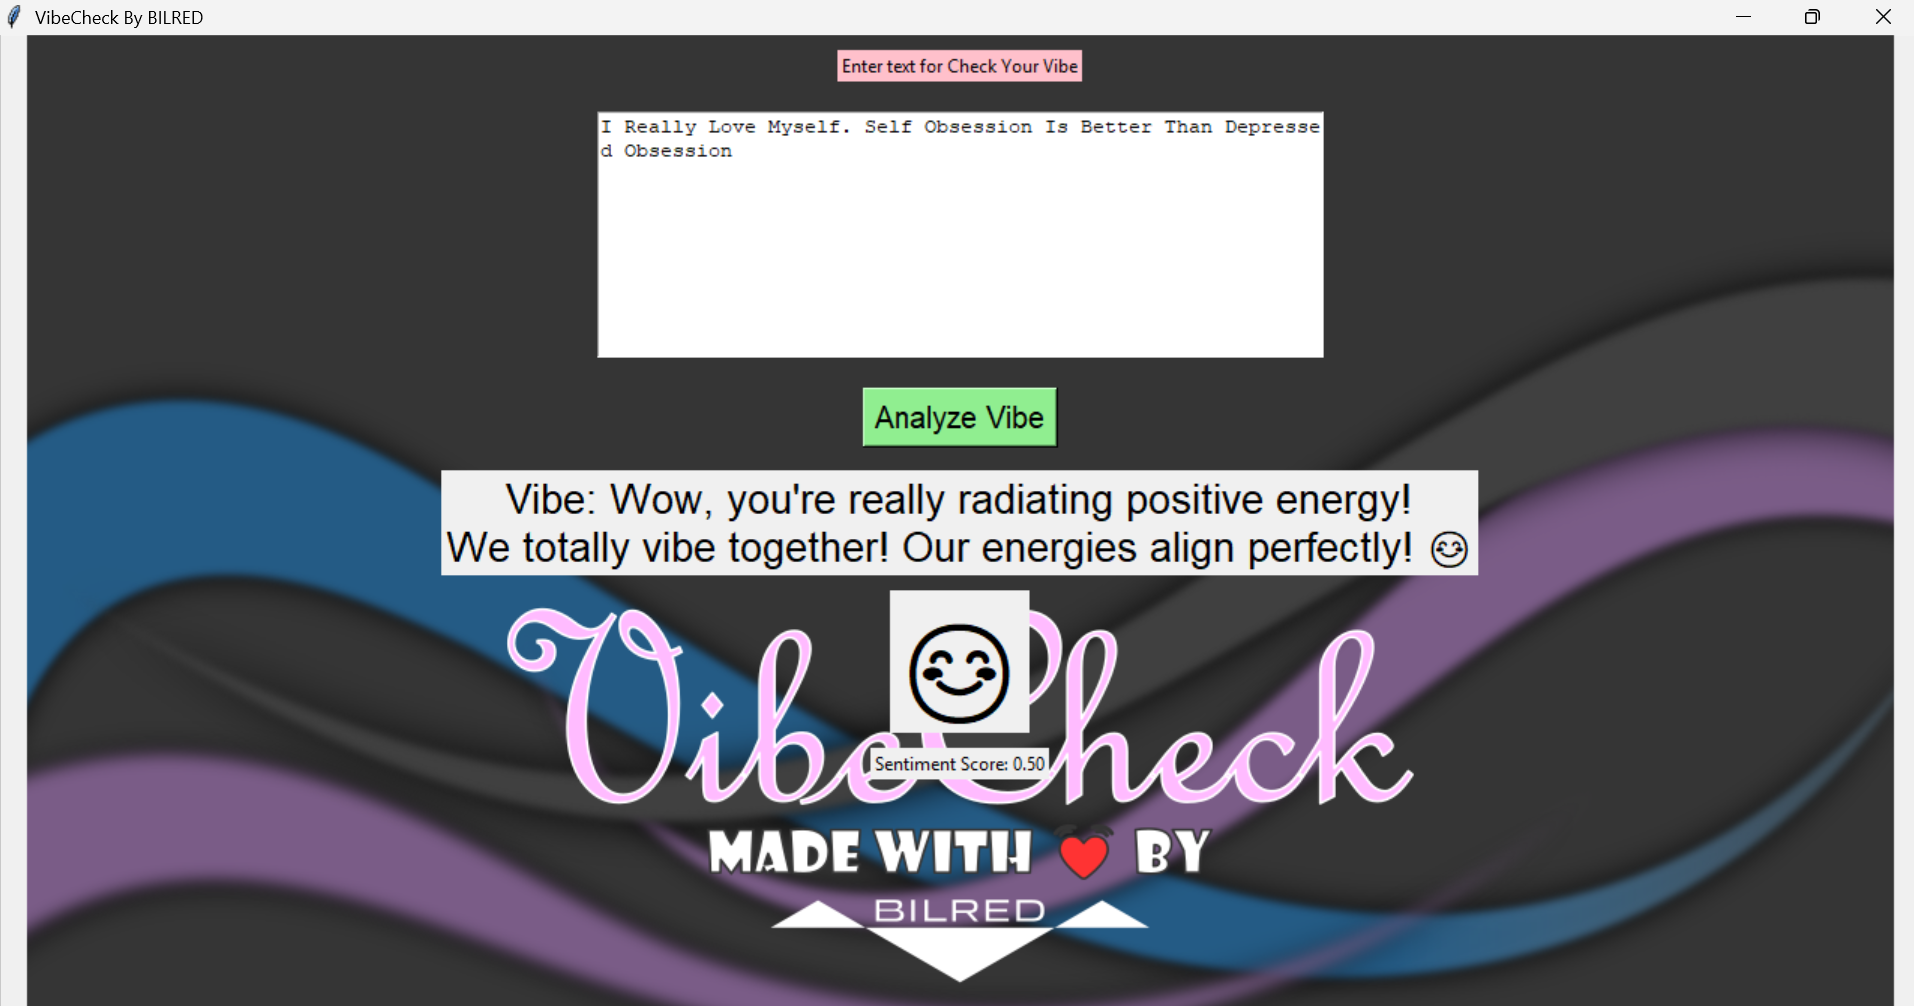 VibeCheck By BILRED
Enter text for Check Your Vibe
I Really Love Myself. Self Obsession Is Better Than Depresse
d Obsession
Analyze Vibe
Vibe: Wow, you're really radiating positive energy!
We totally vibe together! Our energies align perfectly! 😊
VibeCheck
Sentiment Score: 0.50
MADE WITH ❤ BY
BILRED